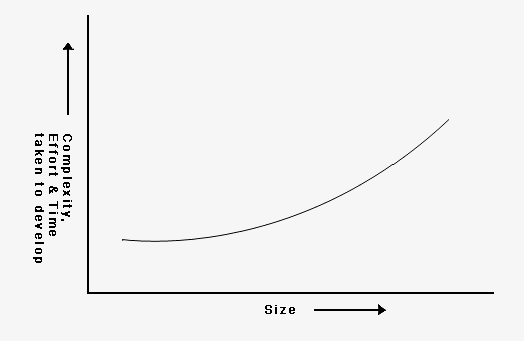 Complexity,
Effort & Time
taken to develop
Size